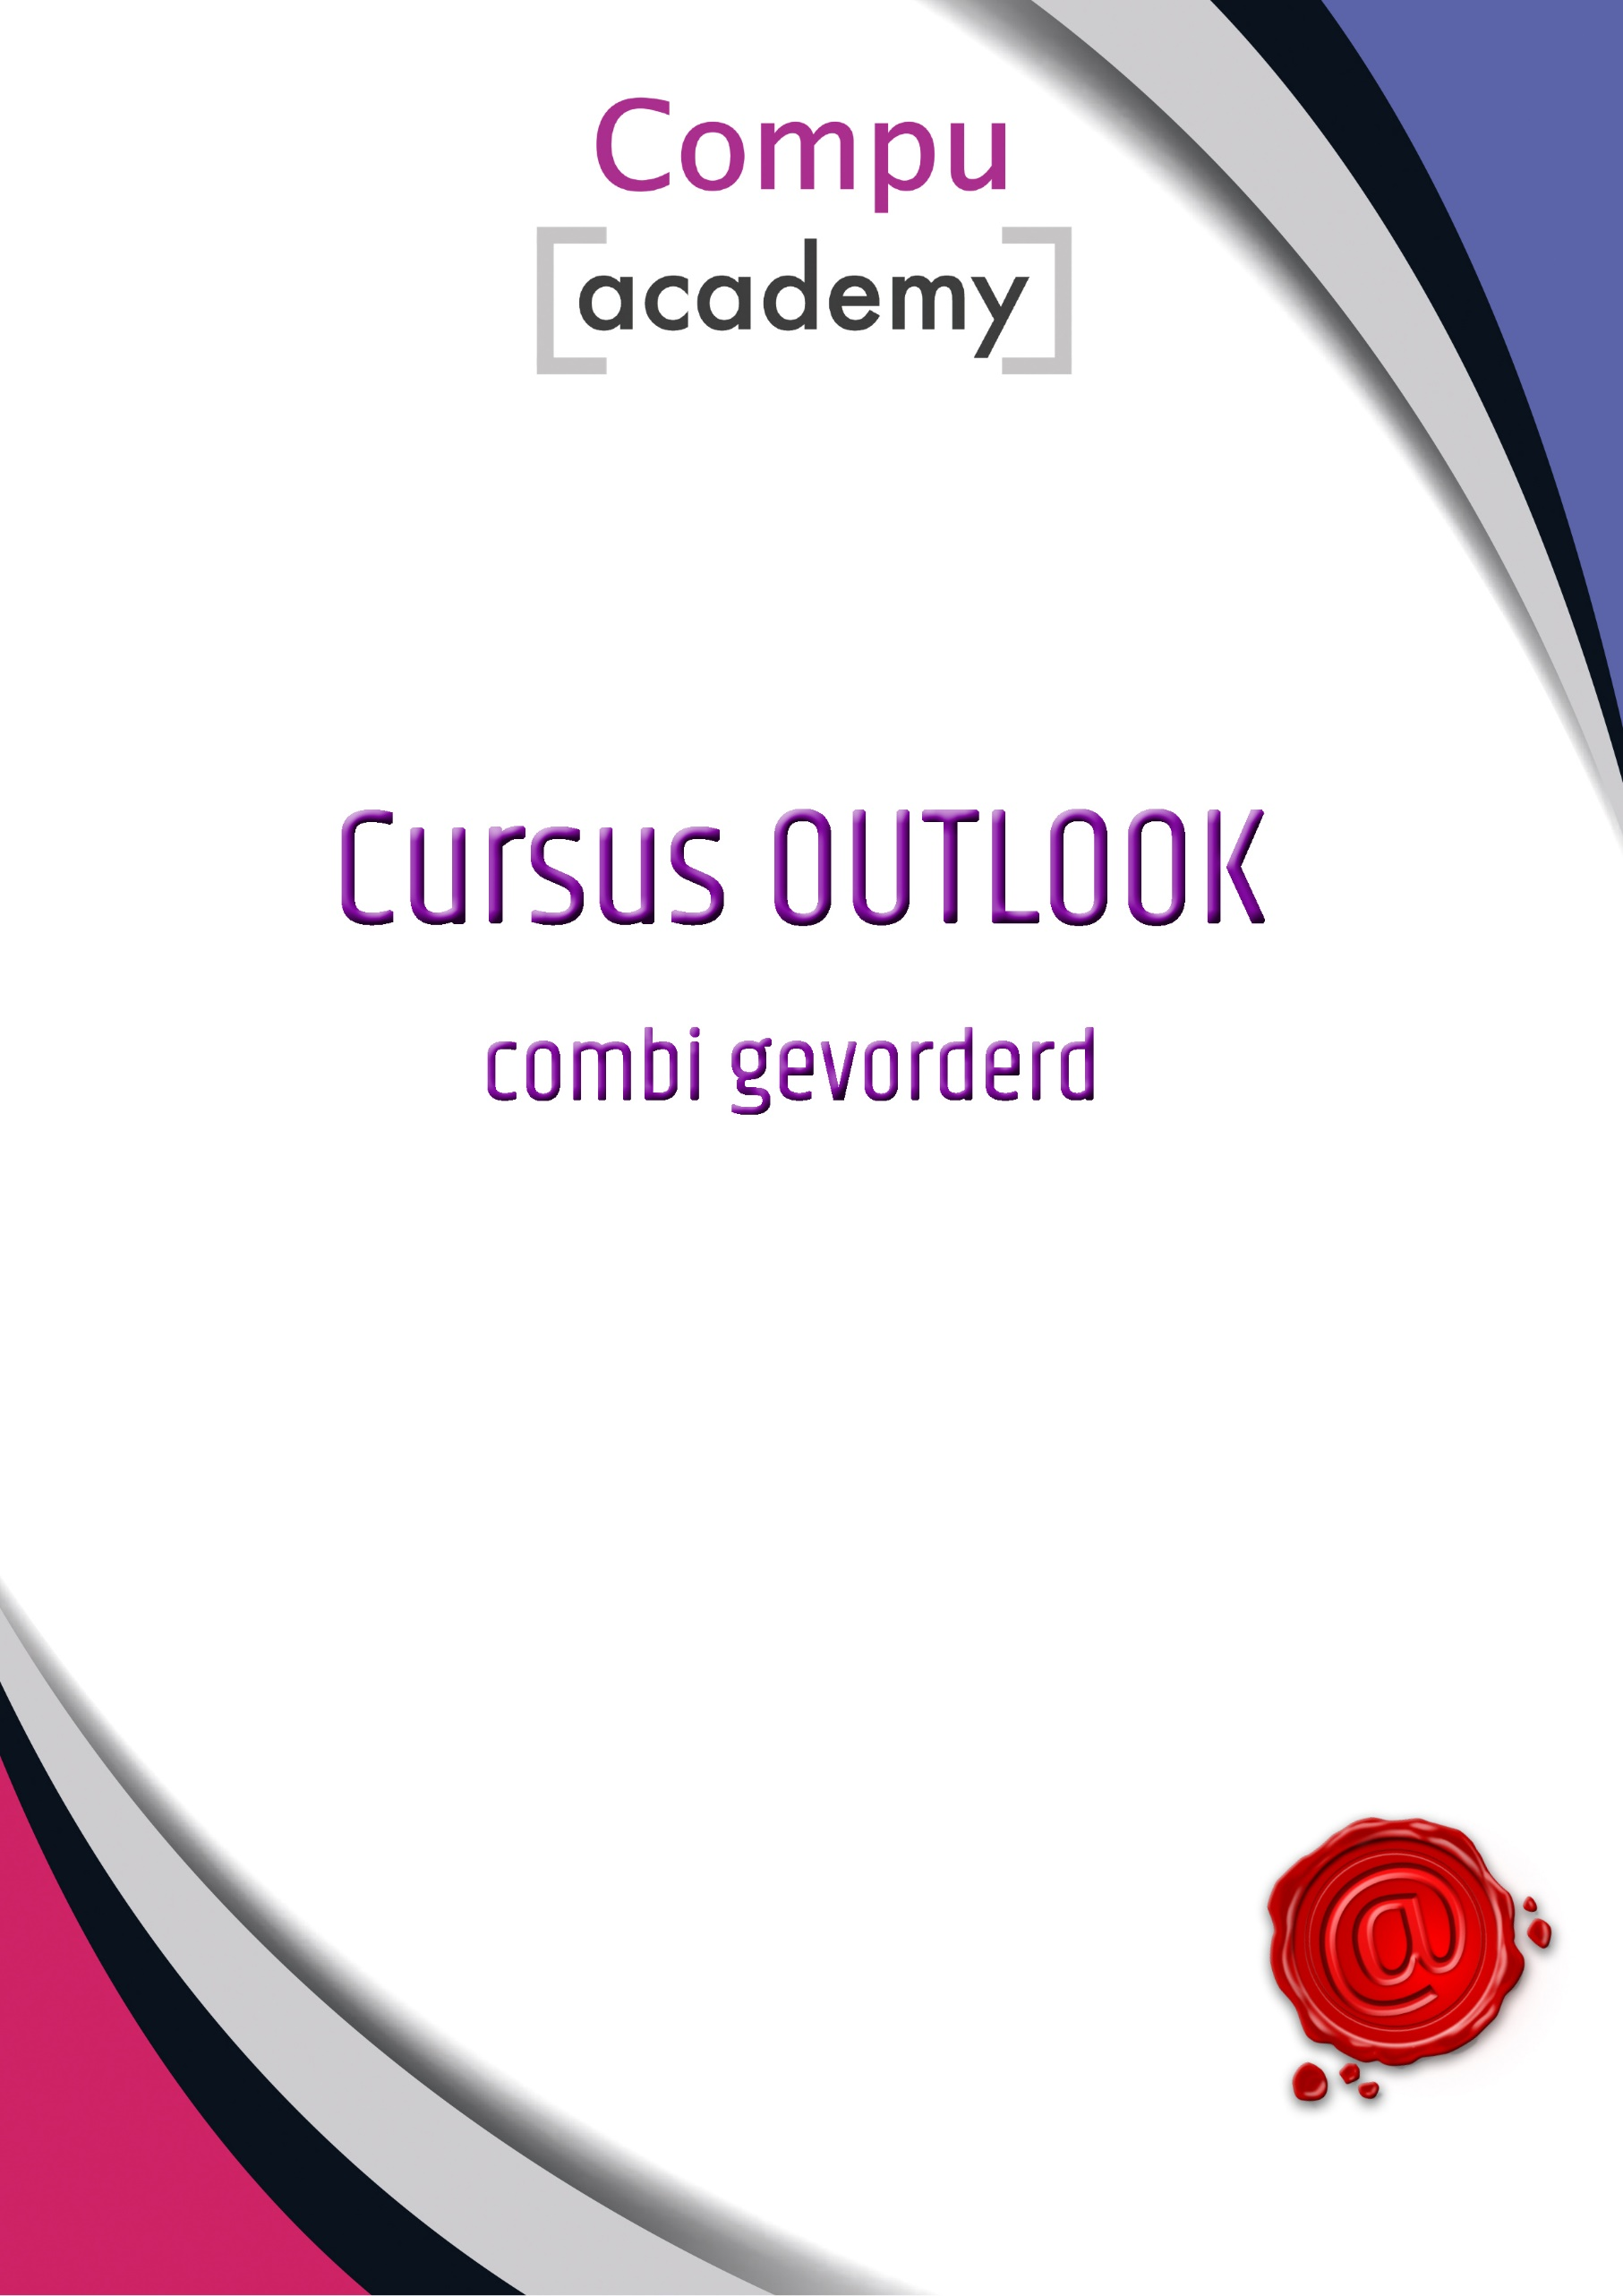 Compu
[academy]
Cursus OUTLOOK
combi gevorderd
@